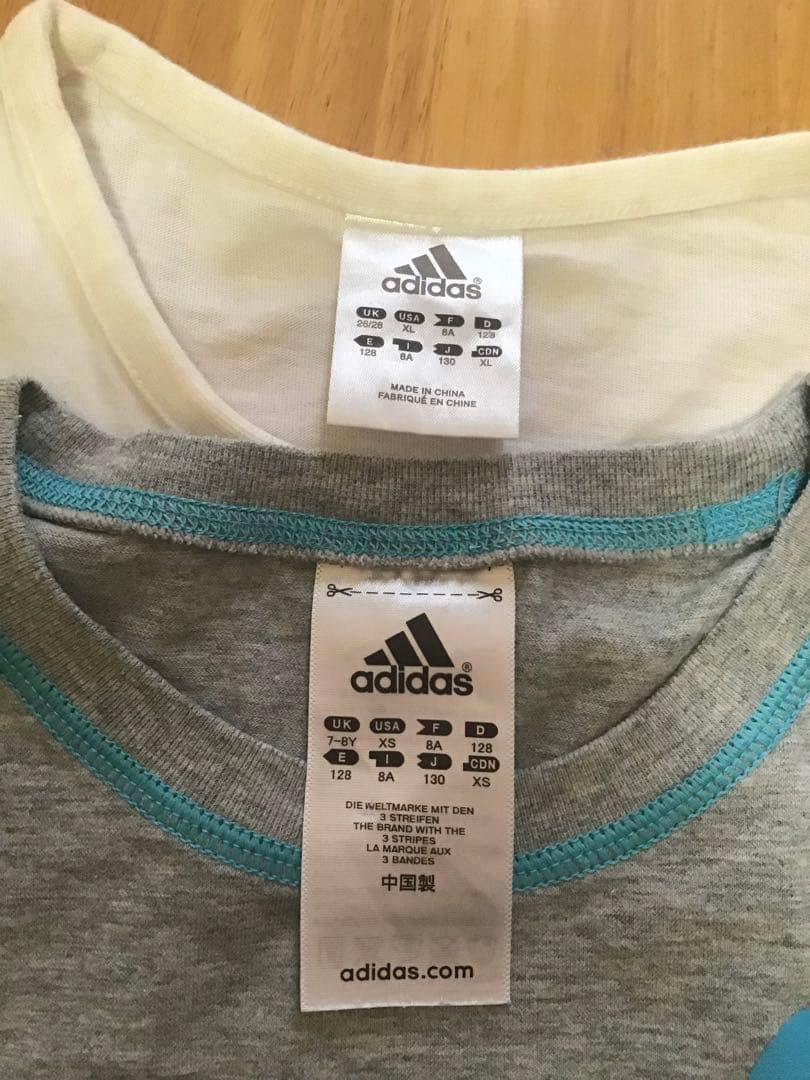 adidas®
UK USA F D
26/28 XL 8A 128
E I J CDN
128 8A 130 XL
MADE IN CHINA
FABRIQUÉ EN CHINE
adidas®
UK USA F D
7-8Y XS 8A 128
E I J CDN
128 8A 130 XS
DIE WELTMARKE MIT DEN
3 STREIFEN
THE BRAND WITH THE
3 STRIPES
LA MARQUE AUX
3 BANDES
中国製
adidas.com